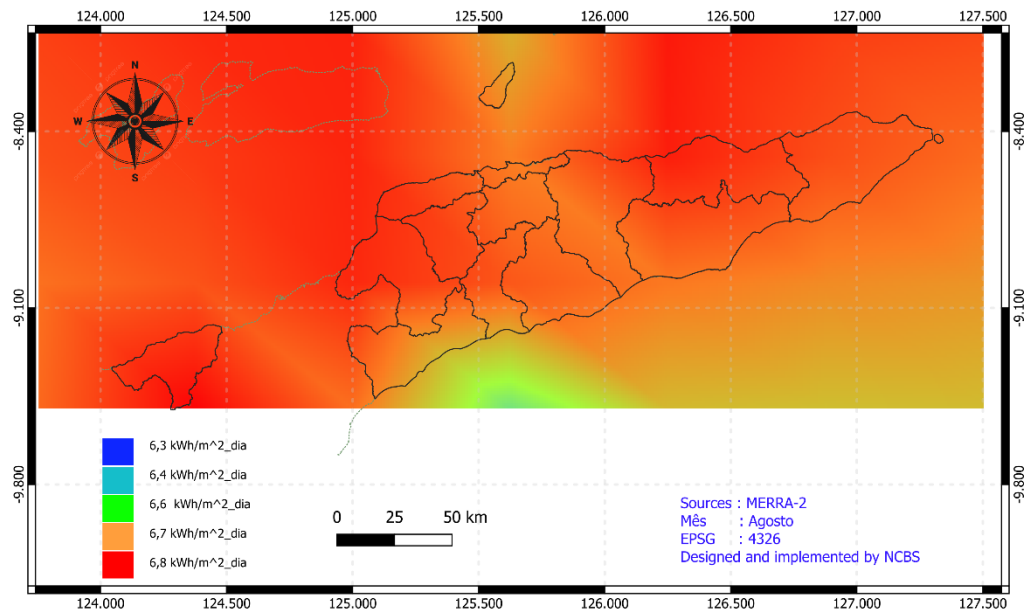 124.000 124.500 125.000 125.500 126.000 126.500 127.000 127.500
N
W E
S
-8.400 -8.400
-9.100 -9.100
-9.800 -9.800
6,3 kWh/m^2_dia
6,4 kWh/m^2_dia
6,6 kWh/m^2_dia
6,7 kWh/m^2_dia
6,8 kWh/m^2_dia
0 25 50 km
Sources : MERRA-2
Mês : Agosto
EPSG : 4326
Designed and implemented by NCBS
124.000 124.500 125.000 125.500 126.000 126.500 127.000 127.500